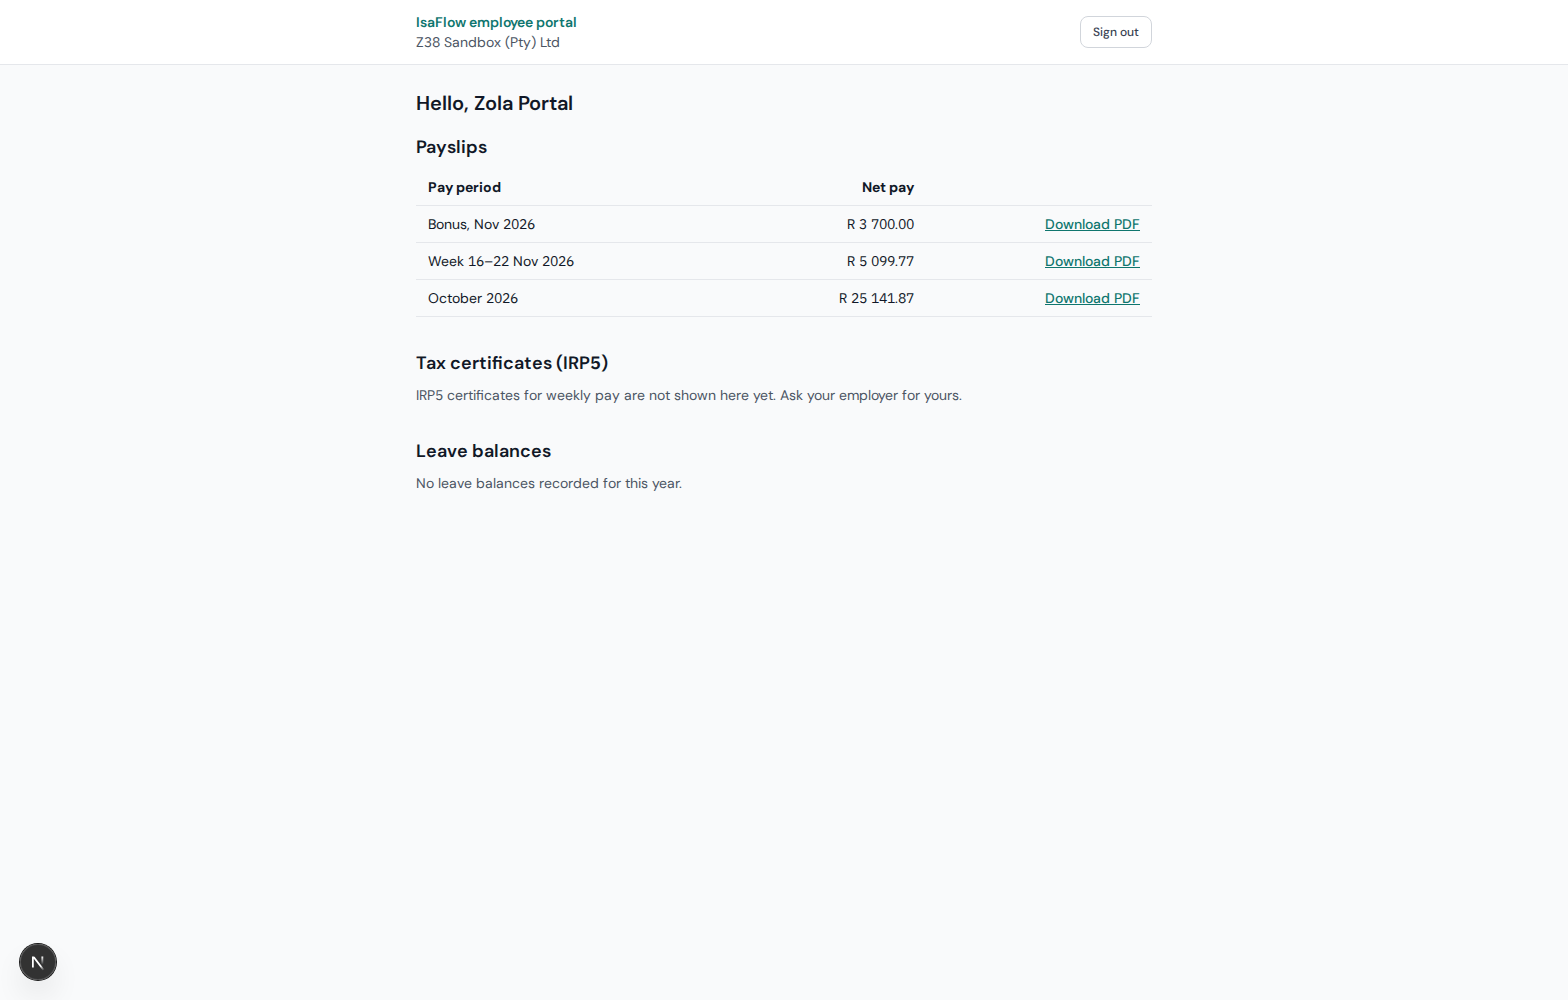 IsaFlow employee portal
Z38 Sandbox (Pty) Ltd
Sign out
Hello, Zola Portal
Payslips
Pay period Net pay
Bonus, Nov 2026 R 3 700.00 Download PDF
Week 16–22 Nov 2026 R 5 099.77 Download PDF
October 2026 R 25 141.87 Download PDF
Tax certificates (IRP5)
IRP5 certificates for weekly pay are not shown here yet. Ask your employer for yours.
Leave balances
No leave balances recorded for this year.
N